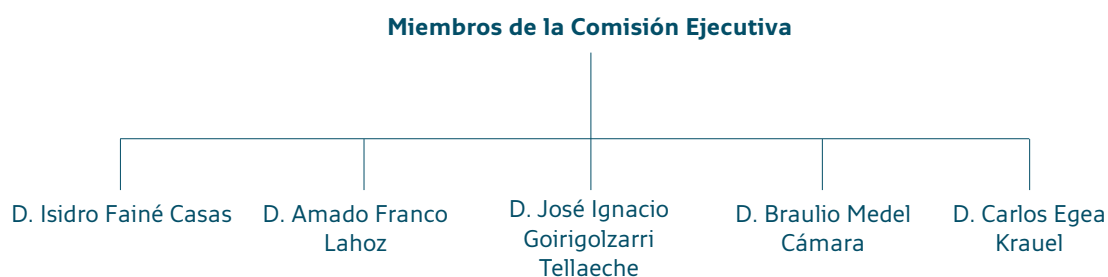 Miembros de la Comisión Ejecutiva
D. Isidro Fainé Casas
D. Amado Franco
Lahoz
D. José Ignacio
Goirigolzarri
Tellaeche
D. Braulio Medel
Cámara
D. Carlos Egea
Krauel